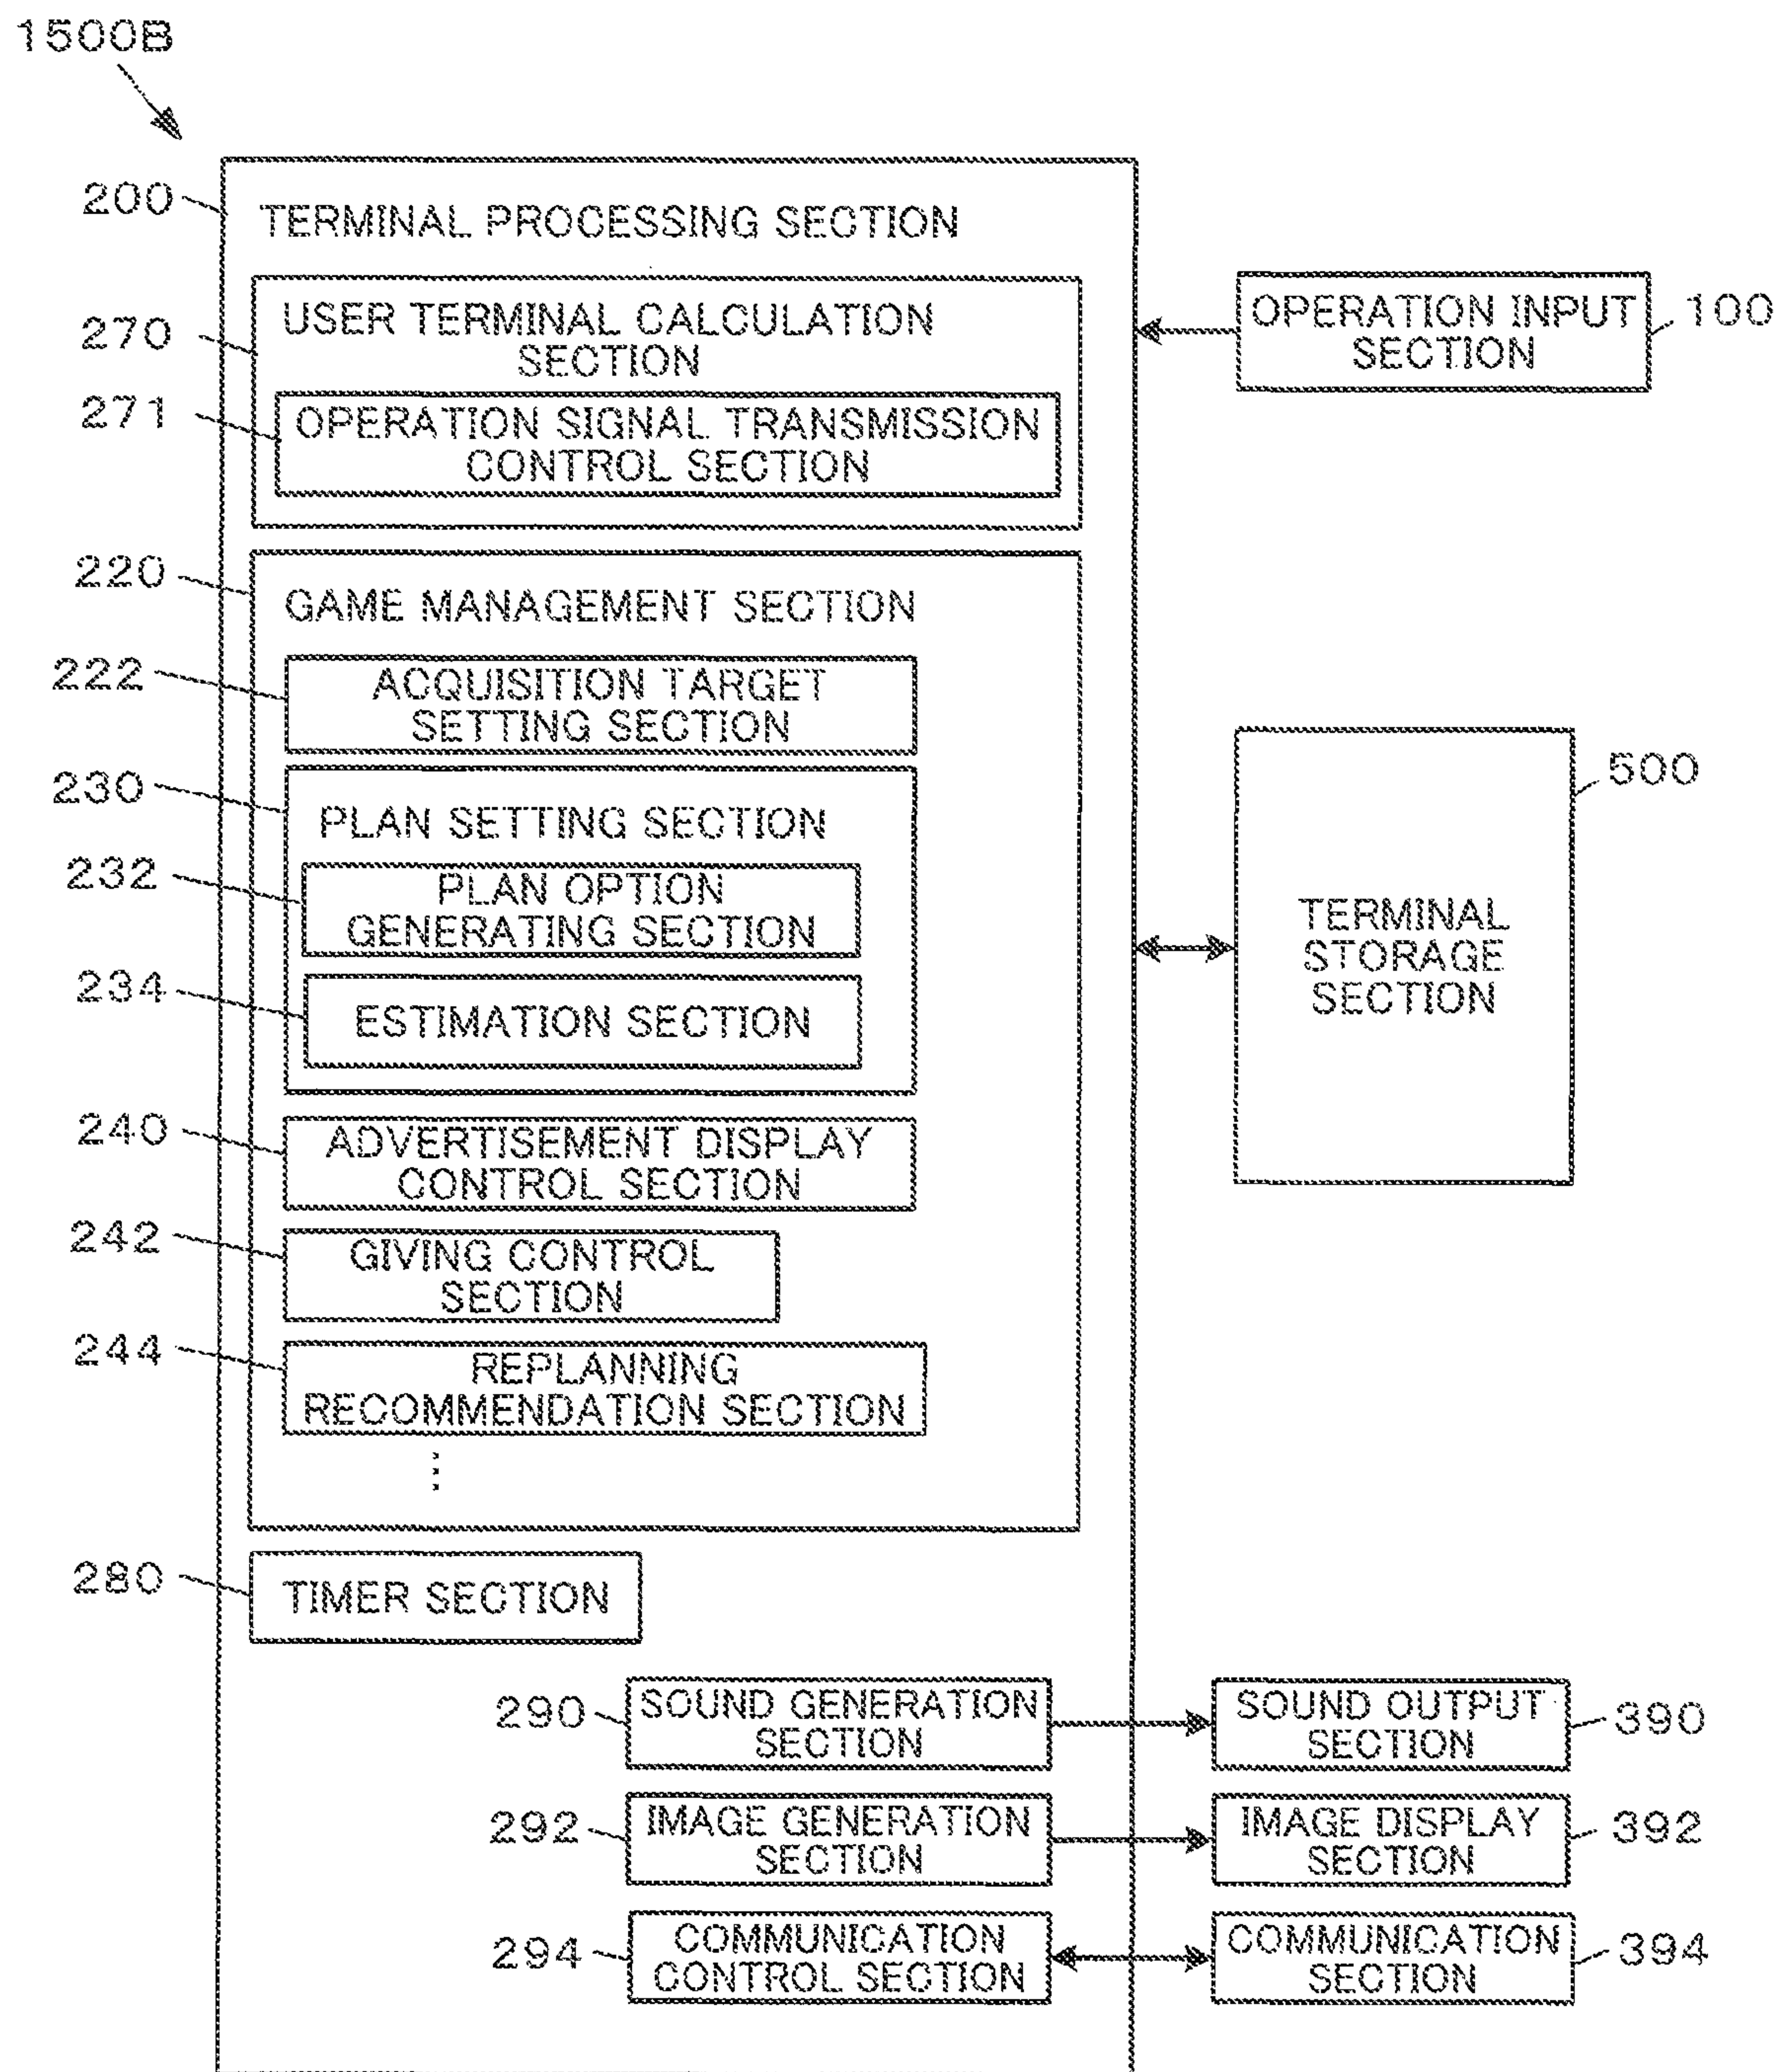 1500B
200
TERMINAL PROCESSING SECTION
270
USER TERMINAL CALCULATION
SECTION
271
OPERATION SIGNAL TRANSMISSION
CONTROL SECTION
OPERATION INPUT
SECTION
100
220
GAME MANAGEMENT SECTION
222
ACQUISITION TARGET
SETTING SECTION
230
PLAN SETTING SECTION
232
PLAN OPTION
GENERATING SECTION
234
ESTIMATION SECTION
500
TERMINAL
STORAGE
SECTION
240
ADVERTISEMENT DISPLAY
CONTROL SECTION
242
GIVING CONTROL
SECTION
244
REPLANNING
RECOMMENDATION SECTION
280
TIMER SECTION
290
SOUND GENERATION
SECTION
SOUND OUTPUT
SECTION
390
292
IMAGE GENERATION
SECTION
IMAGE DISPLAY
SECTION
392
294
COMMUNICATION
CONTROL SECTION
COMMUNICATION
SECTION
394